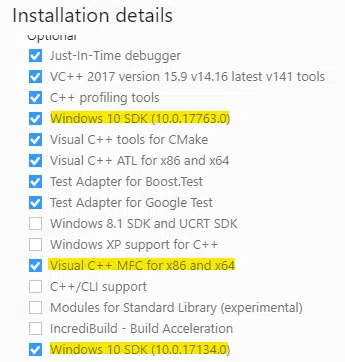 Installation details
Optional
Just-In-Time debugger
VC++ 2017 version 15.9 v14.16 latest v141 tools
C++ profiling tools
Windows 10 SDK (10.0.17763.0)
Visual C++ tools for CMake
Visual C++ ATL for x86 and x64
Test Adapter for Boost.Test
Test Adapter for Google Test
Windows 8.1 SDK and UCRT SDK
Windows XP support for C++
Visual C++ MFC for x86 and x64
C++/CLI support
Modules for Standard Library (experimental)
IncrediBuild - Build Acceleration
Windows 10 SDK (10.0.17134.0)